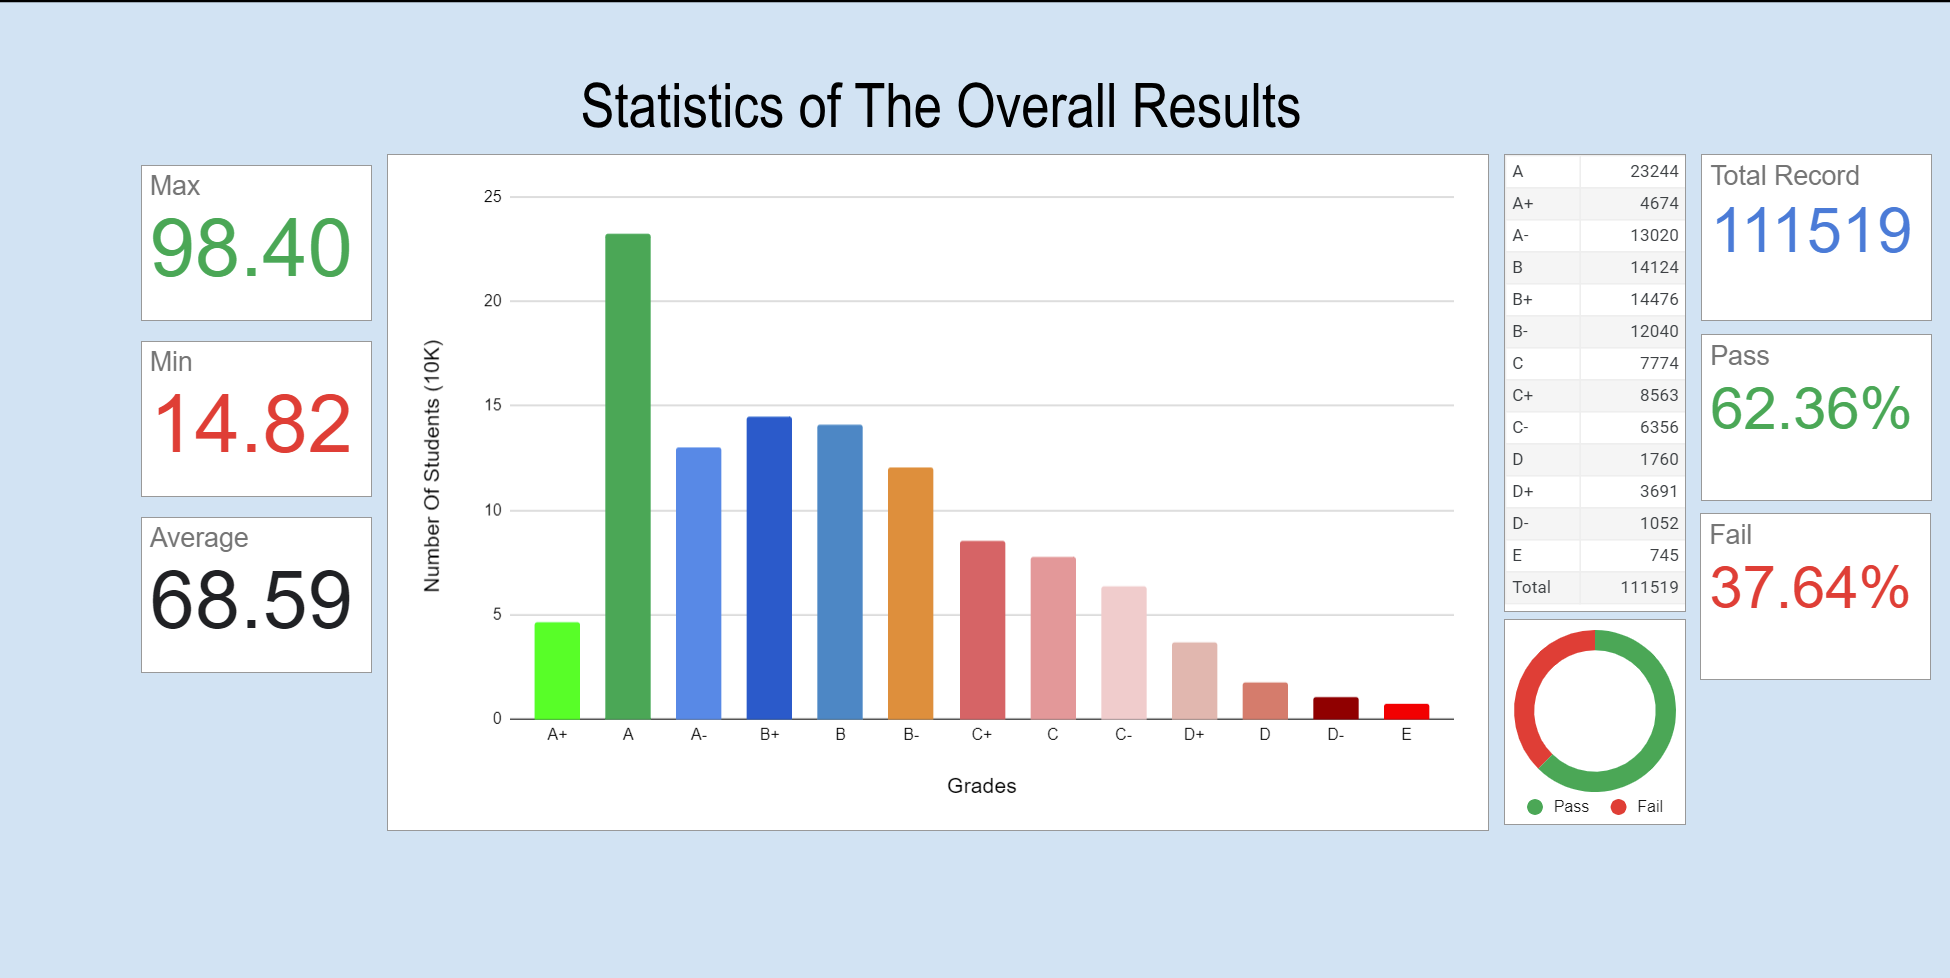 Statistics of The Overall Results
Max
98.40
Min
14.82
Average
68.59
Number Of Students (10K)
25
20
15
10
5
0
A+ A A- B+ B B- C+ C C- D+ D D- E
Grades
A 23244
A+ 4674
A- 13020
B 14124
B+ 14476
B- 12040
C 7774
C+ 8563
C- 6356
D 1760
D+ 3691
D- 1052
E 745
Total 111519
Pass Fail
Total Record
111519
Pass
62.36%
Fail
37.64%